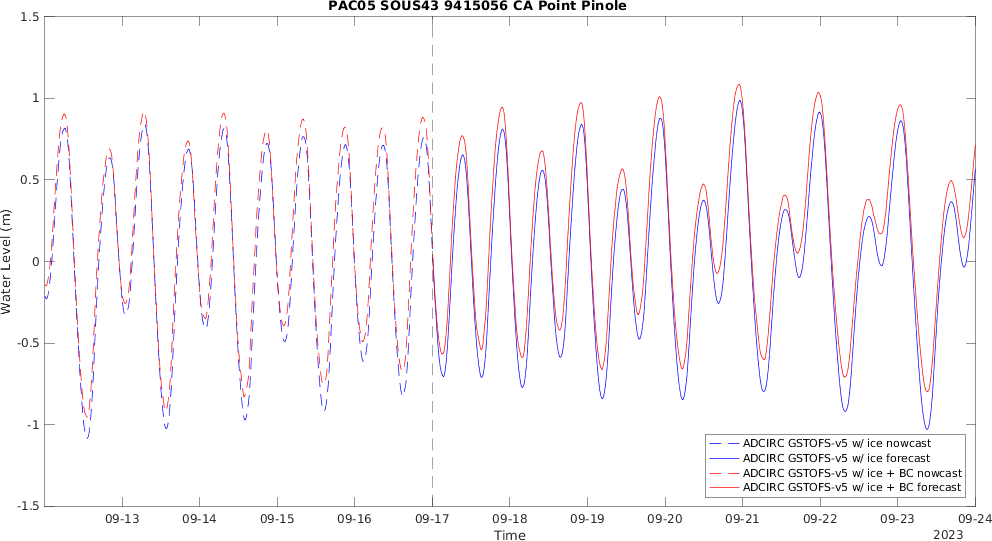 PAC05 SOUS43 9415056 CA Point Pinole
1.5
1
0.5
0
-0.5
-1
-1.5
Water Level (m)
ADCIRC GSTOFS-v5 w/ ice nowcast
ADCIRC GSTOFS-v5 w/ ice forecast
ADCIRC GSTOFS-v5 w/ ice + BC nowcast
ADCIRC GSTOFS-v5 w/ ice + BC forecast
09-13 09-14 09-15 09-16 09-17 09-18 09-19 09-20 09-21 09-22 09-23 09-24
Time
2023